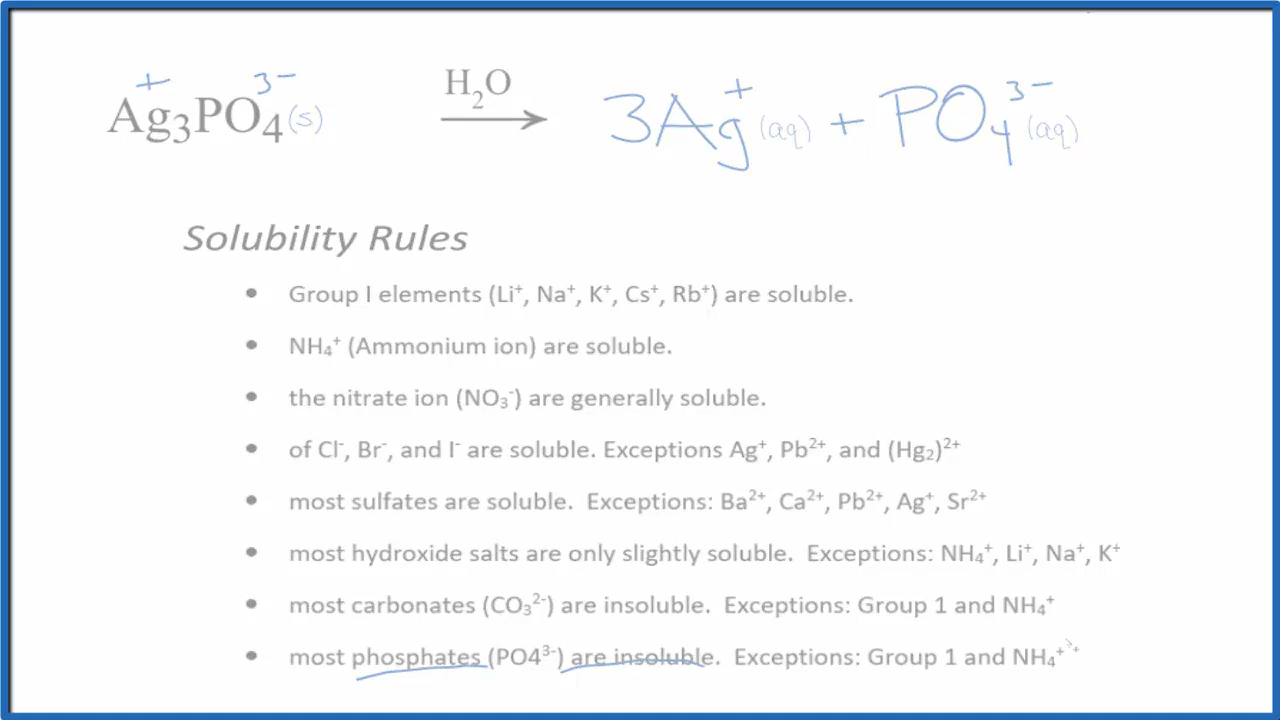 Ag₃PO₄(s) + 3- H₂O → 3Ag⁺(aq) + PO₄³⁻(aq)
Solubility Rules
• Group I elements (Li⁺, Na⁺, K⁺, Cs⁺, Rb⁺) are soluble.
• NH₄⁺ (Ammonium ion) are soluble.
• the nitrate ion (NO₃⁻) are generally soluble.
• of Cl⁻, Br⁻, and I⁻ are soluble. Exceptions Ag⁺, Pb²⁺, and (Hg₂)²⁺
• most sulfates are soluble. Exceptions: Ba²⁺, Ca²⁺, Pb²⁺, Ag⁺, Sr²⁺
• most hydroxide salts are only slightly soluble. Exceptions: NH₄⁺, Li⁺, Na⁺, K⁺
• most carbonates (CO₃²⁻) are insoluble. Exceptions: Group 1 and NH₄⁺
• most phosphates (PO4³⁻) are insoluble. Exceptions: Group 1 and NH₄⁺